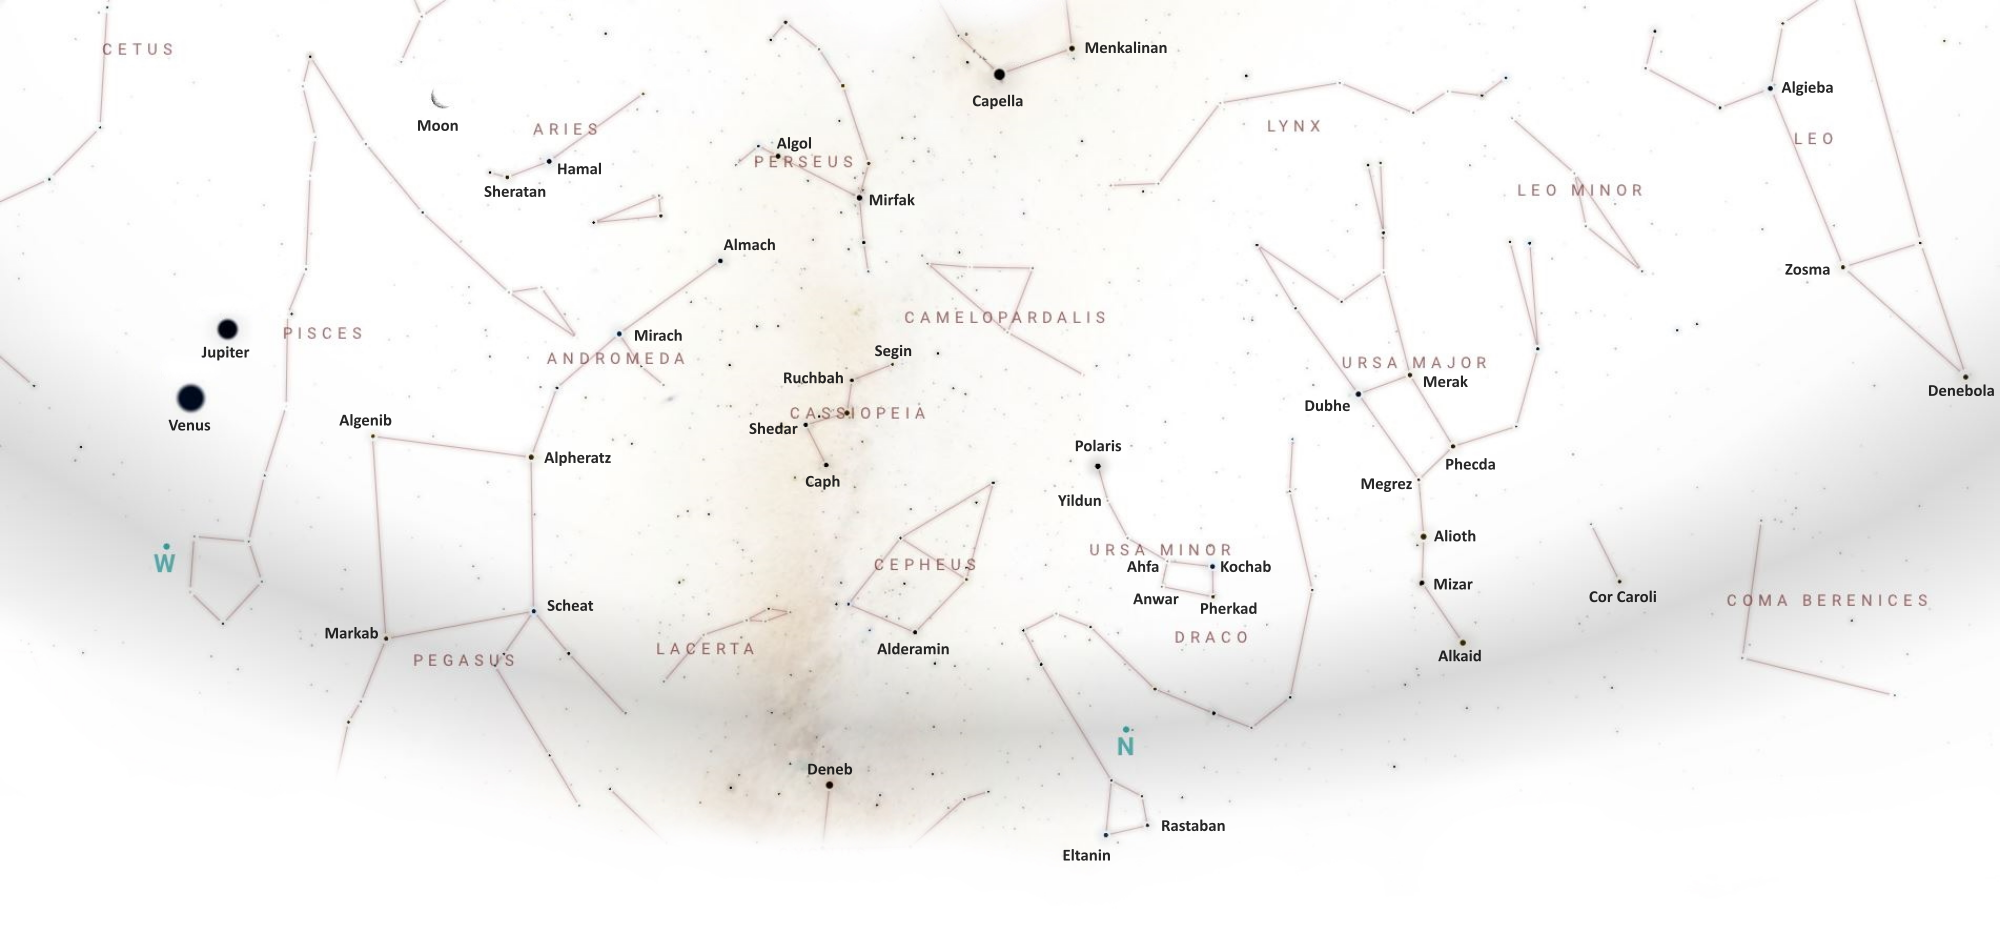 CETUS
Menkalinan
Algieba
Capella
Moon
ARIES
LYNX
LEO
Algol
PERSEUS
Hamal
Sheratan
LEO MINOR
Mirfak
Almach
Zosma
CAMELOPARDALIS
PISCES
Mirach
Jupiter
Segin
ANDROMEDA
URSA MAJOR
Ruchbah
Merak
Denebola
Venus
Dubhe
CASSIOPEIA
Algenib
Shedar
Polaris
Alpheratz
Phecda
Caph
Megrez
Yildun
Alioth
URSA MINOR
W
CEPHEUS
Ahfa
Kochab
Mizar
Anwar
Cor Caroli
COMA BERENICES
Scheat
Pherkad
Markab
DRACO
LACERTA
Alderamin
Alkaid
PEGASUS
N
Deneb
Rastaban
Eltanin